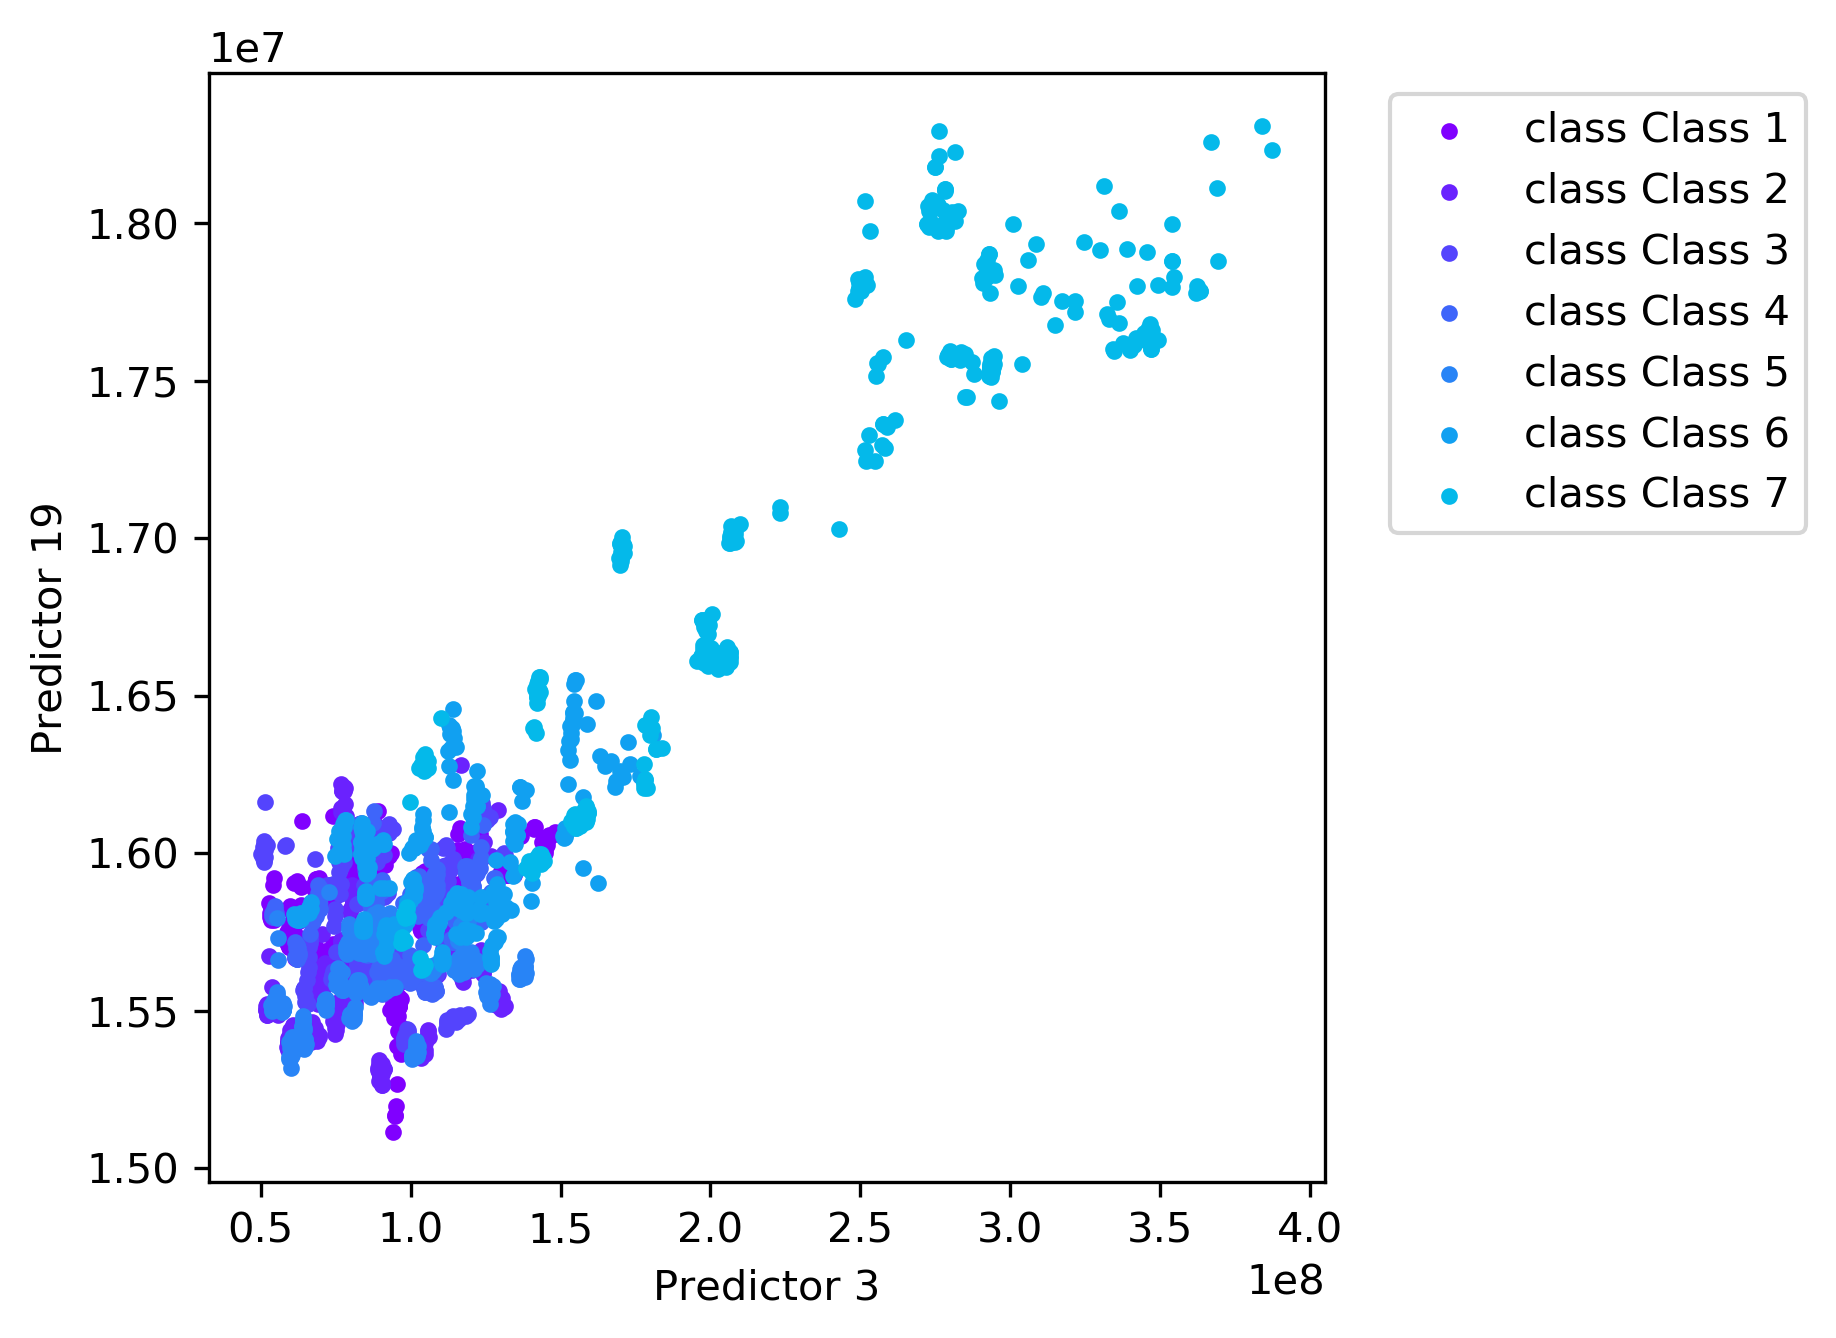 1e7
1.80
1.75
1.70
1.65
1.60
1.55
1.50
Predictor 19
0.5 1.0 1.5 2.0 2.5 3.0 3.5 4.0
1e8
Predictor 3
class Class 1
class Class 2
class Class 3
class Class 4
class Class 5
class Class 6
class Class 7